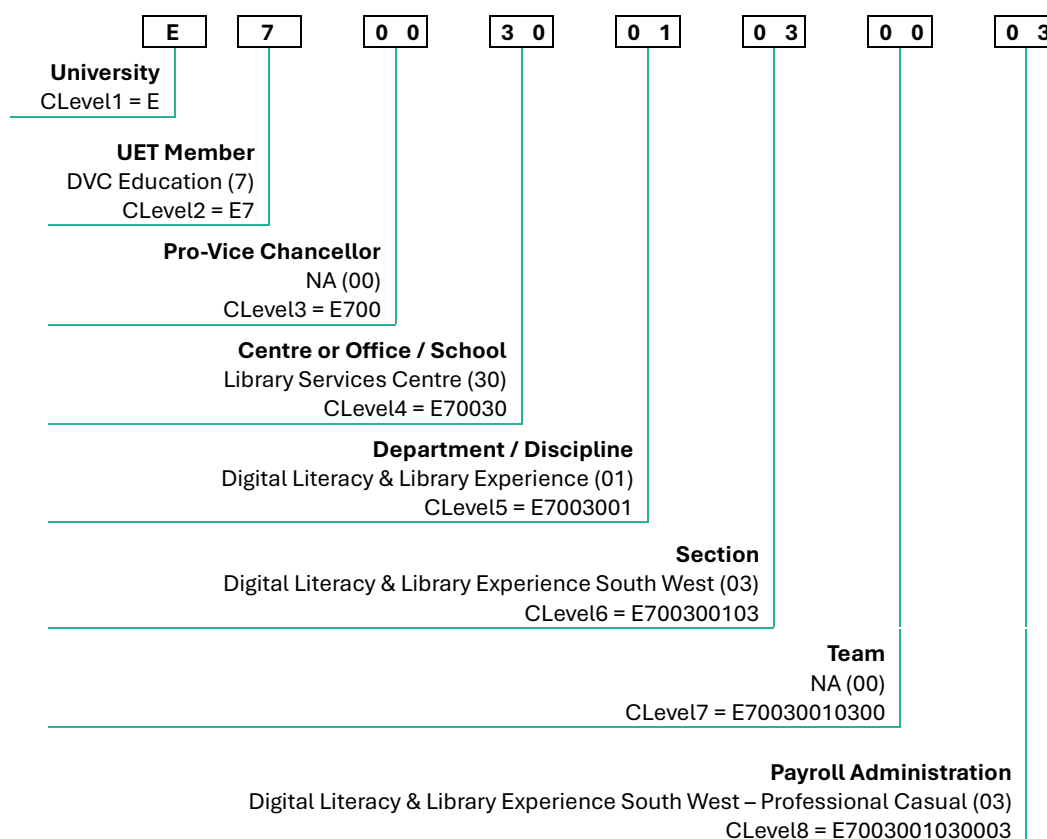 E 7 0 0 3 0 0 1 0 3 0 0 0 3
University
CLevel1 = E
UET Member
DVC Education (7)
CLevel2 = E7
Pro-Vice Chancellor
NA (00)
CLevel3 = E700
Centre or Office / School
Library Services Centre (30)
CLevel4 = E70030
Department / Discipline
Digital Literacy & Library Experience (01)
CLevel5 = E7003001
Section
Digital Literacy & Library Experience South West (03)
CLevel6 = E700300103
Team
NA (00)
CLevel7 = E70030010300
Payroll Administration
Digital Literacy & Library Experience South West – Professional Casual (03)
CLevel8 = E7003001030003